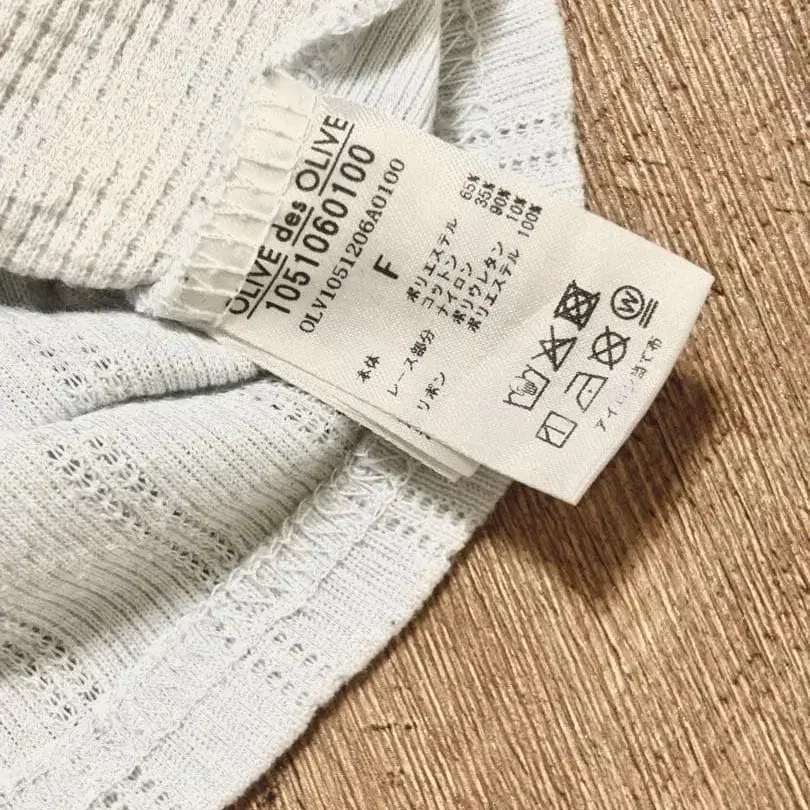 OLIVE des OLIVE
1051060100
OLV1051206A0100
F
本体 ポリエステル 65%
コットン 35%
レース部分 ナイロン 90%
ポリウレタン 10%
リボン ポリエステル 100%
W
アイロン当て布